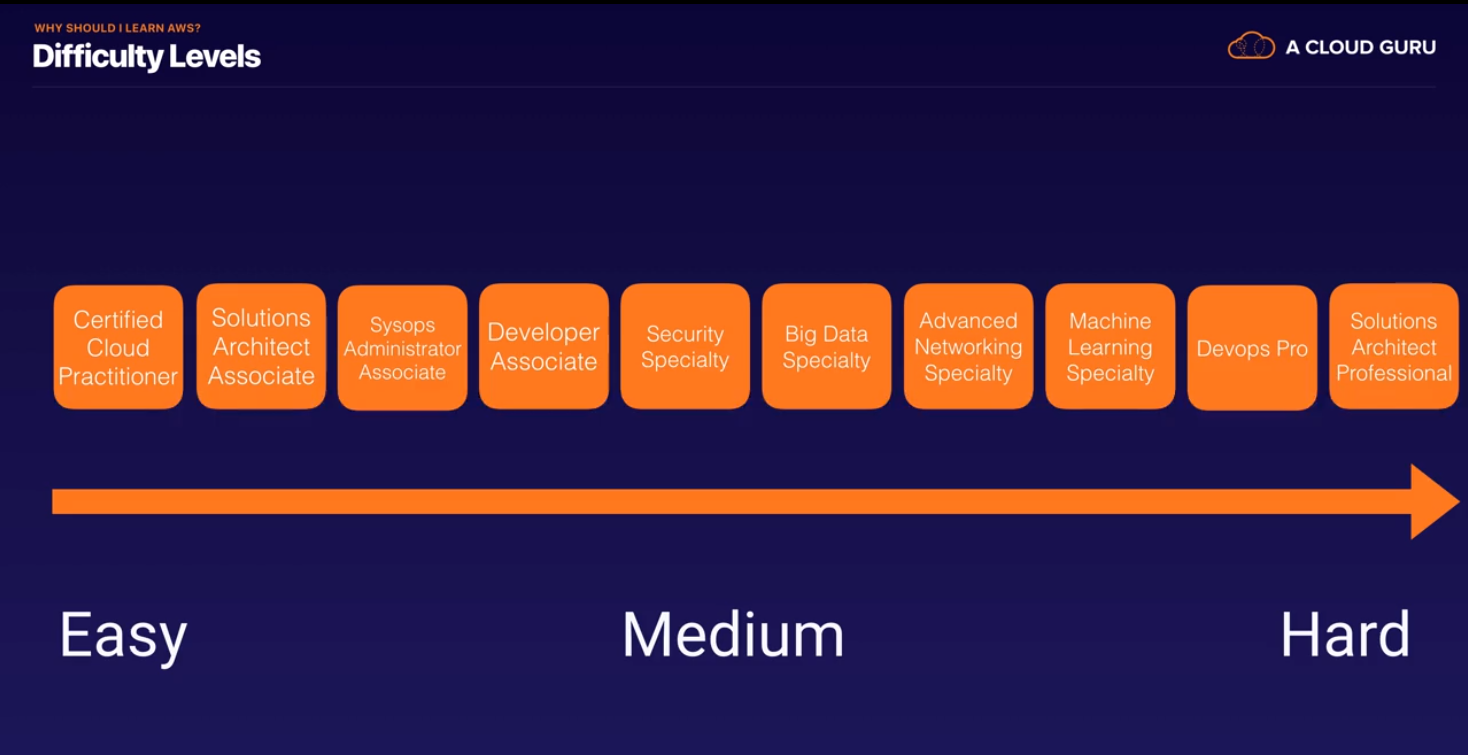 WHY SHOULD I LEARN AWS?
Difficulty Levels
A CLOUD GURU
Certified
Cloud
Practitioner
Solutions
Architect
Associate
Sysops
Administrator
Associate
Developer
Associate
Security
Specialty
Big Data
Specialty
Advanced
Networking
Specialty
Machine
Learning
Specialty
Devops Pro
Solutions
Architect
Professional
Easy
Medium
Hard